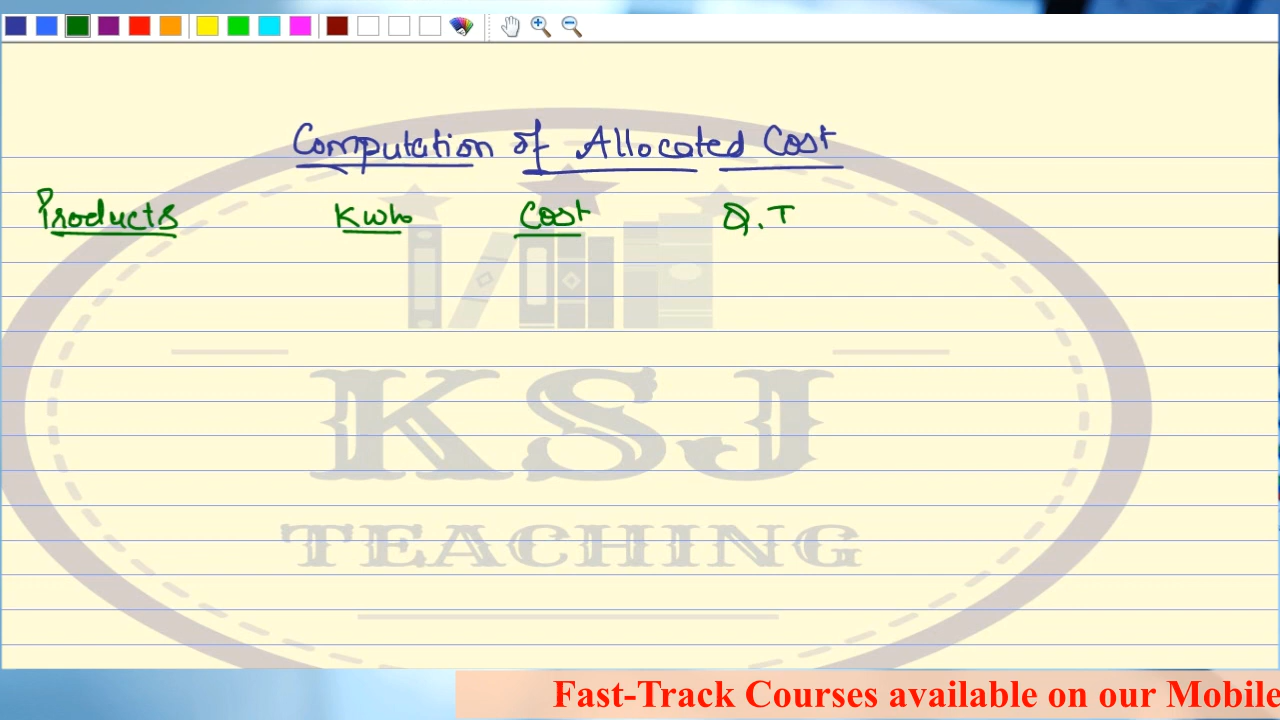 Computation of Allocated Cost
Products Kwh Cost Q.T
KSJ
TEACHING
Fast-Track Courses available on our Mobile